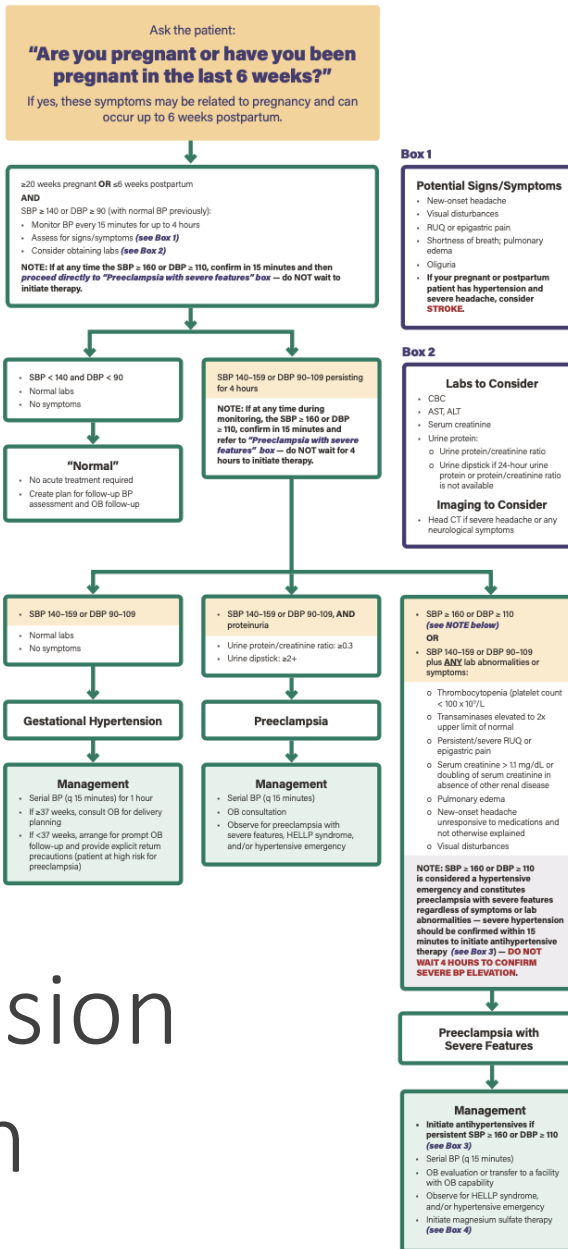 Ask the patient:
"Are you pregnant or have you been
pregnant in the last 6 weeks?"
If yes, these symptoms may be related to pregnancy and can
occur up to 6 weeks postpartum.
≥20 weeks pregnant OR ≤6 weeks postpartum
AND
SBP ≥ 140 or DBP ≥ 90 (with normal BP previously):
• Monitor BP every 15 minutes for up to 4 hours
• Assess for signs/symptoms (see Box 1)
• Consider obtaining labs (see Box 2)
NOTE: If at any time the SBP ≥ 160 or DBP ≥ 110, confirm in 15 minutes and then
proceed directly to "Preeclampsia with severe features" box — do NOT wait to
initiate therapy.
Box 1
Potential Signs/Symptoms
• New-onset headache
• Visual disturbances
• RUQ or epigastric pain
• Shortness of breath; pulmonary
edema
• Oliguria
• If your pregnant or postpartum
patient has hypertension and
severe headache, consider
STROKE.
Box 2
Labs to Consider
• CBC
• AST, ALT
• Serum creatinine
• Urine protein:
o Urine protein/creatinine ratio
o Urine dipstick if 24-hour urine
protein or protein/creatinine ratio
is not available
Imaging to Consider
• Head CT if severe headache or any
neurological symptoms
• SBP < 140 and DBP < 90
• Normal labs
• No symptoms
"Normal"
• No acute treatment required
• Create plan for follow-up BP
assessment and OB follow-up
SBP 140–159 or DBP 90–109 persisting
for 4 hours
NOTE: If at any time during
monitoring, the SBP ≥ 160 or DBP
≥ 110, confirm in 15 minutes and
refer to "Preeclampsia with severe
features" box — do NOT wait for 4
hours to initiate therapy.
• SBP 140–159 or DBP 90–109
• Normal labs
• No symptoms
Gestational Hypertension
Management
• Serial BP (q 15 minutes) for 1 hour
• If ≥37 weeks, consult OB for delivery
planning
• If <37 weeks, arrange for prompt OB
follow-up and provide explicit return
precautions (patient at high risk for
preeclampsia)
• SBP 140–159 or DBP 90-109, AND
proteinuria
• Urine protein/creatinine ratio: ≥0.3
• Urine dipstick: ≥2+
Preeclampsia
Management
• Serial BP (q 15 minutes)
• OB consultation
• Observe for preeclampsia with
severe features, HELLP syndrome,
and/or hypertensive emergency
• SBP ≥ 160 or DBP ≥ 110
(see NOTE below)
OR
• SBP 140–159 or DBP 90–109
plus ANY lab abnormalities or
symptoms:
o Thrombocytopenia (platelet count
< 100 x 10⁹/L
o Transaminases elevated to 2x
upper limit of normal
o Persistent/severe RUQ or
epigastric pain
o Serum creatinine > 1.1 mg/dL or
doubling of serum creatinine in
absence of other renal disease
o Pulmonary edema
o New-onset headache
unresponsive to medications and
not otherwise explained
o Visual disturbances
NOTE: SBP ≥ 160 or DBP ≥ 110
is considered a hypertensive
emergency and constitutes
preeclampsia with severe features
regardless of symptoms or lab
abnormalities — severe hypertension
should be confirmed within 15
minutes to initiate antihypertensive
therapy (see Box 3) — DO NOT
WAIT 4 HOURS TO CONFIRM
SEVERE BP ELEVATION.
Preeclampsia with
Severe Features
Management
• Initiate antihypertensives if
persistent SBP ≥ 160 or DBP ≥ 110
(see Box 3)
• Serial BP (q 15 minutes)
• OB evaluation or transfer to a facility
with OB capability
• Observe for HELLP syndrome,
and/or hypertensive emergency
• Initiate magnesium sulfate therapy
(see Box 4)
sion
n